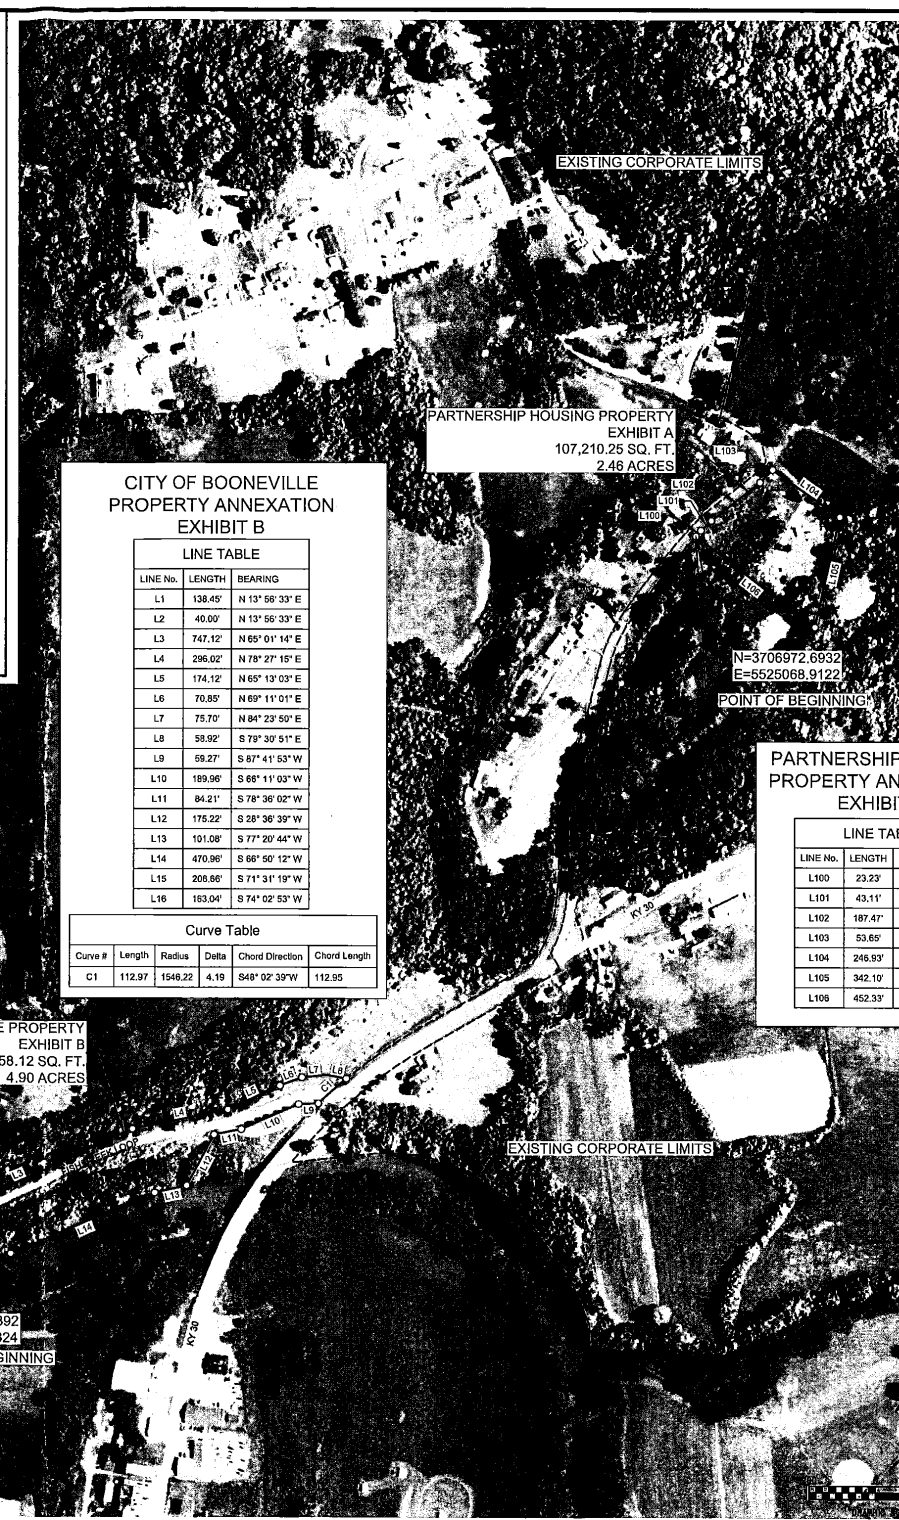 EXISTING CORPORATE LIMITS
PARTNERSHIP HOUSING PROPERTY
EXHIBIT A
107,210.25 SQ. FT.
2.46 ACRES
L103
L102
L101
L100
L104
L105
L106
N=3706972.6932
E=5525068.9122
POINT OF BEGINNING
CITY OF BOONEVILLE
PROPERTY ANNEXATION
EXHIBIT B
LINE TABLE
LINE No. LENGTH BEARING
L1 138.45' N 13° 56' 33" E
L2 40.00' N 13° 56' 33" E
L3 747.12' N 65° 01' 14" E
L4 296.02' N 78° 27' 15" E
L5 174.12' N 65° 13' 03" E
L6 70.85' N 69° 11' 01" E
L7 75.70' N 84° 23' 50" E
L8 58.92' S 79° 30' 51" E
L9 59.27' S 87° 41' 53" W
L10 189.96' S 66° 11' 03" W
L11 84.21' S 78° 36' 02" W
L12 175.22' S 28° 36' 39" W
L13 101.08' S 77° 20' 44" W
L14 470.96' S 66° 50' 12" W
L15 208.66' S 71° 31' 19" W
L16 163.04' S 74° 02' 53" W
Curve Table
Curve # Length Radius Delta Chord Direction Chord Length
C1 112.97 1546.22 4.19 S48° 02' 39"W 112.95
PARTNERSHIP
PROPERTY AN
EXHIBI
LINE TAB
LINE No. LENGTH
L100 23.23'
L101 43.11'
L102 187.47'
L103 53.65'
L104 246.93'
L105 342.10'
L106 452.33'
KY 30
E PROPERTY
EXHIBIT B
58.12 SQ. FT.
4.90 ACRES
L3
L4
L5
L6
L7
L8
C1
L9
L10
L11
L12
L13
L14
LOOP
EXISTING CORPORATE LIMITS
KY 30
392
324
GINNING